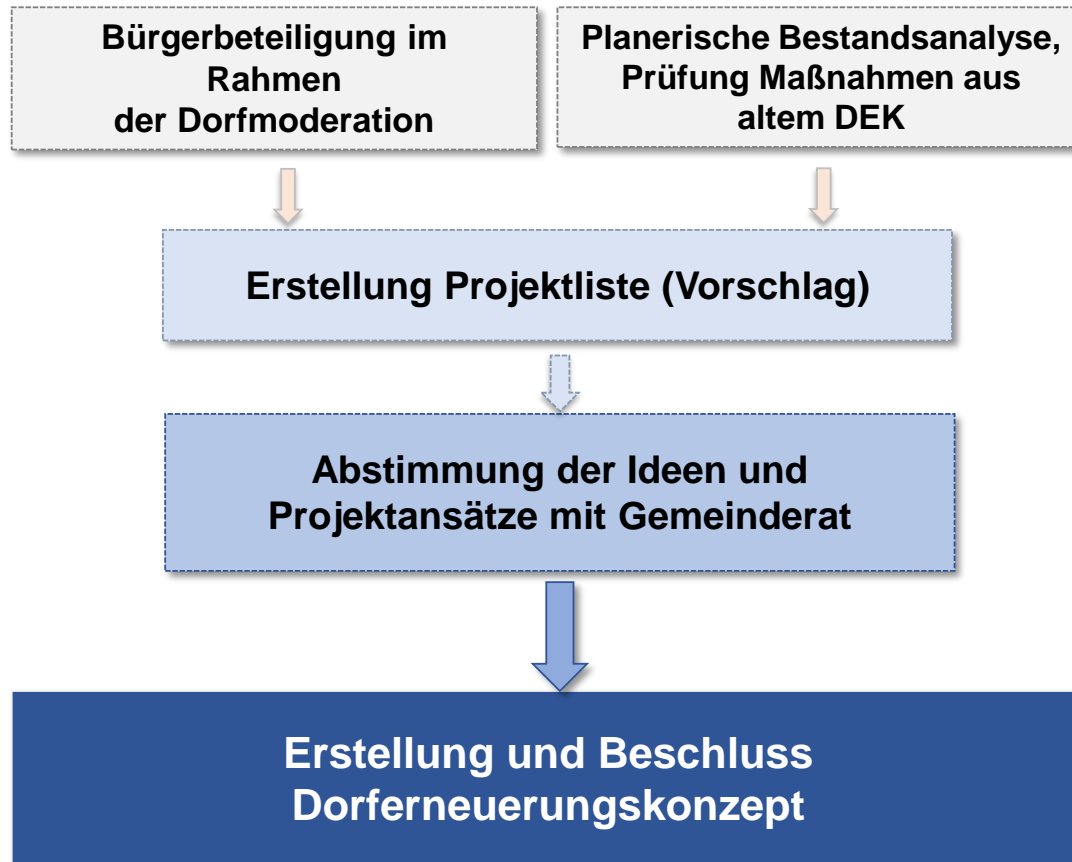 Bürgerbeteiligung im
Rahmen
der Dorfmoderation
Planerische Bestandsanalyse,
Prüfung Maßnahmen aus
altem DEK
Erstellung Projektliste (Vorschlag)
Abstimmung der Ideen und
Projektansätze mit Gemeinderat
Erstellung und Beschluss
Dorferneuerungskonzept